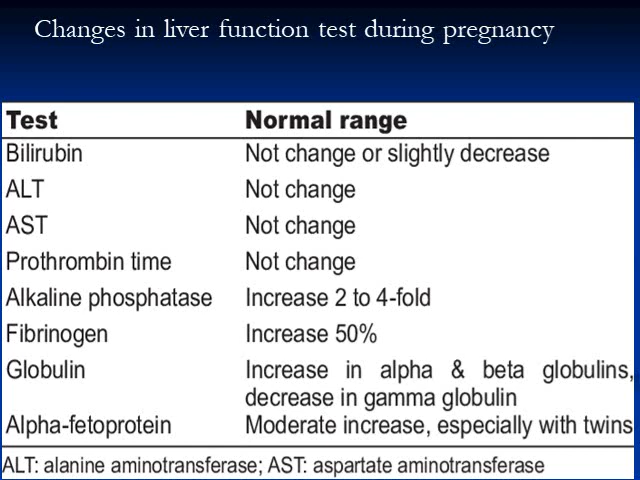 Changes in liver function test during pregnancy
Test Normal range
Bilirubin Not change or slightly decrease
ALT Not change
AST Not change
Prothrombin time Not change
Alkaline phosphatase Increase 2 to 4-fold
Fibrinogen Increase 50%
Globulin Increase in alpha & beta globulins,
decrease in gamma globulin
Alpha-fetoprotein Moderate increase, especially with twins
ALT: alanine aminotransferase; AST: aspartate aminotransferase